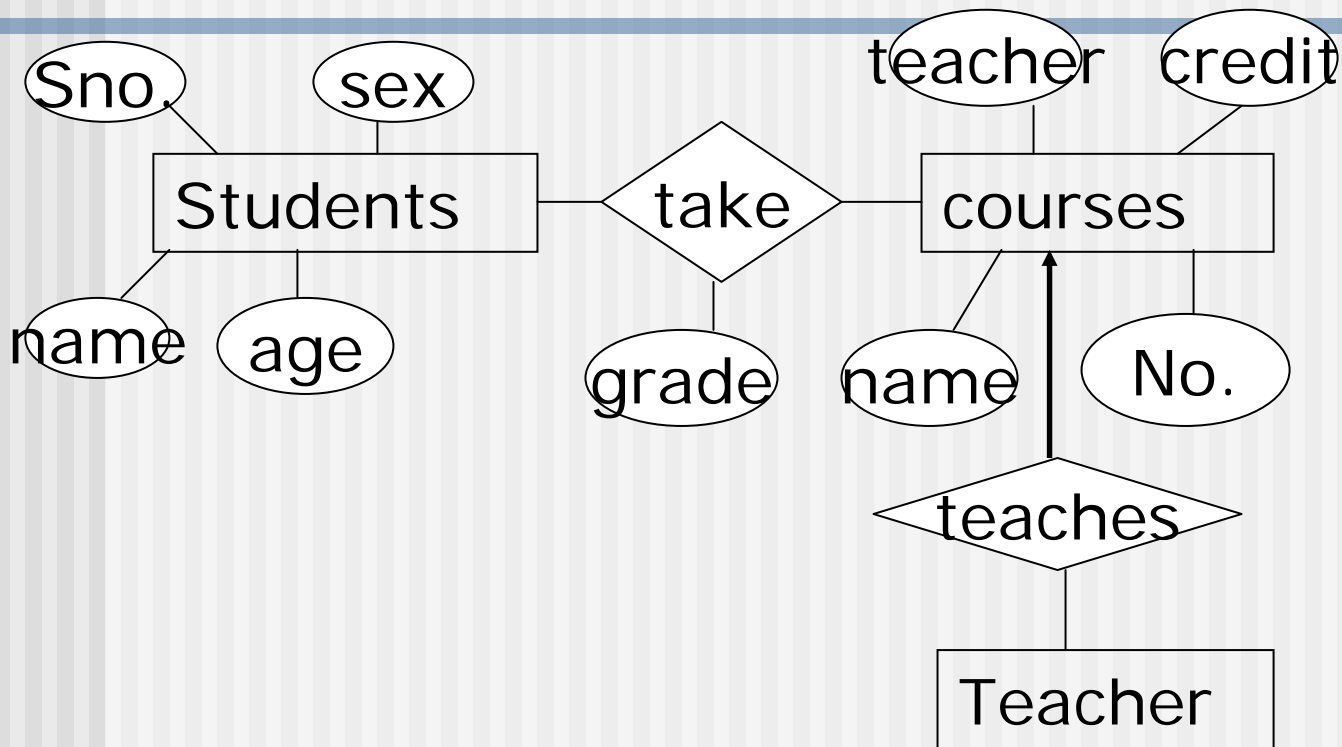 teacher
credit
Sno.
sex
Students
take
courses
name
age
grade
name
No.
teaches
Teacher